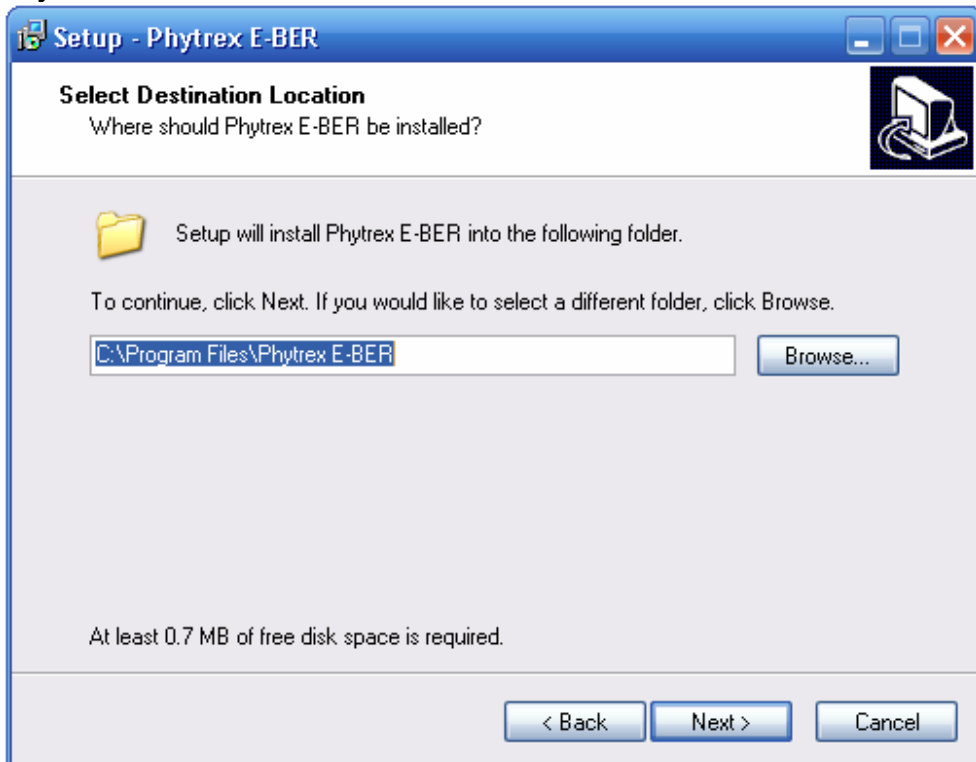 Setup - Phytrex E-BER
Select Destination Location
Where should Phytrex E-BER be installed?
Setup will install Phytrex E-BER into the following folder.
To continue, click Next. If you would like to select a different folder, click Browse.
C:\Program Files\Phytrex E-BER
Browse...
At least 0.7 MB of free disk space is required.
< Back Next > Cancel